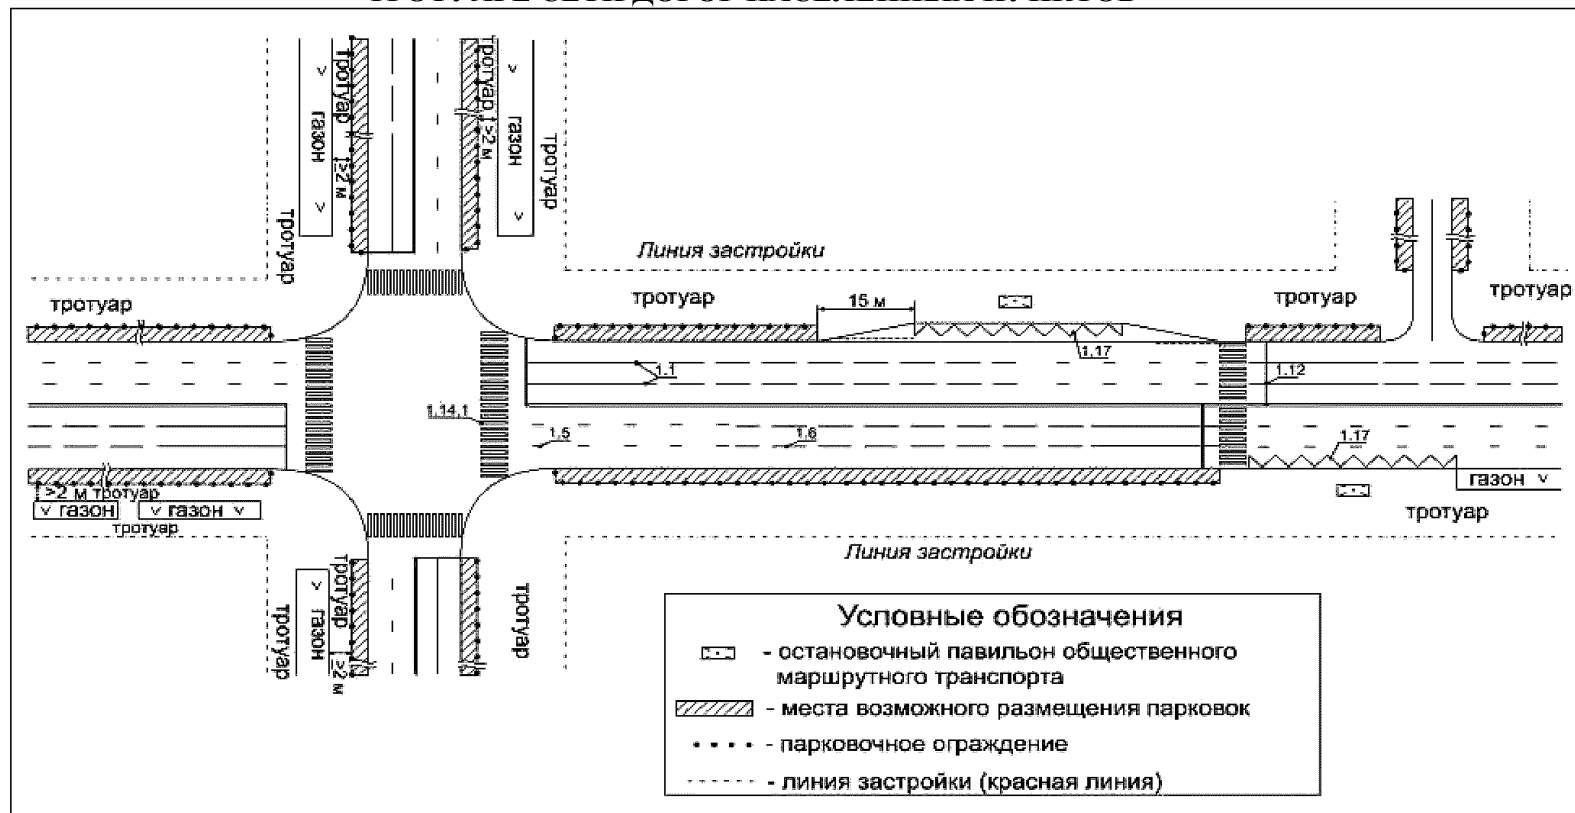 тротуар
газон
тротуар
>2 м
тротуар
>2 м
газон
тротуар
Линия застройки
тротуар
тротуар
15 м
тротуар
тротуар
1.17
1.1
1.12
1.14.1
1.5
1.6
1.17
газон
>2 м тротуар
газон
газон
тротуар
тротуар
Линия застройки
тротуар
газон
тротуар
>2 м
тротуар
Условные обозначения
- остановочный павильон общественного
маршрутного транспорта
- места возможного размещения парковок
- парковочное ограждение
- линия застройки (красная линия)